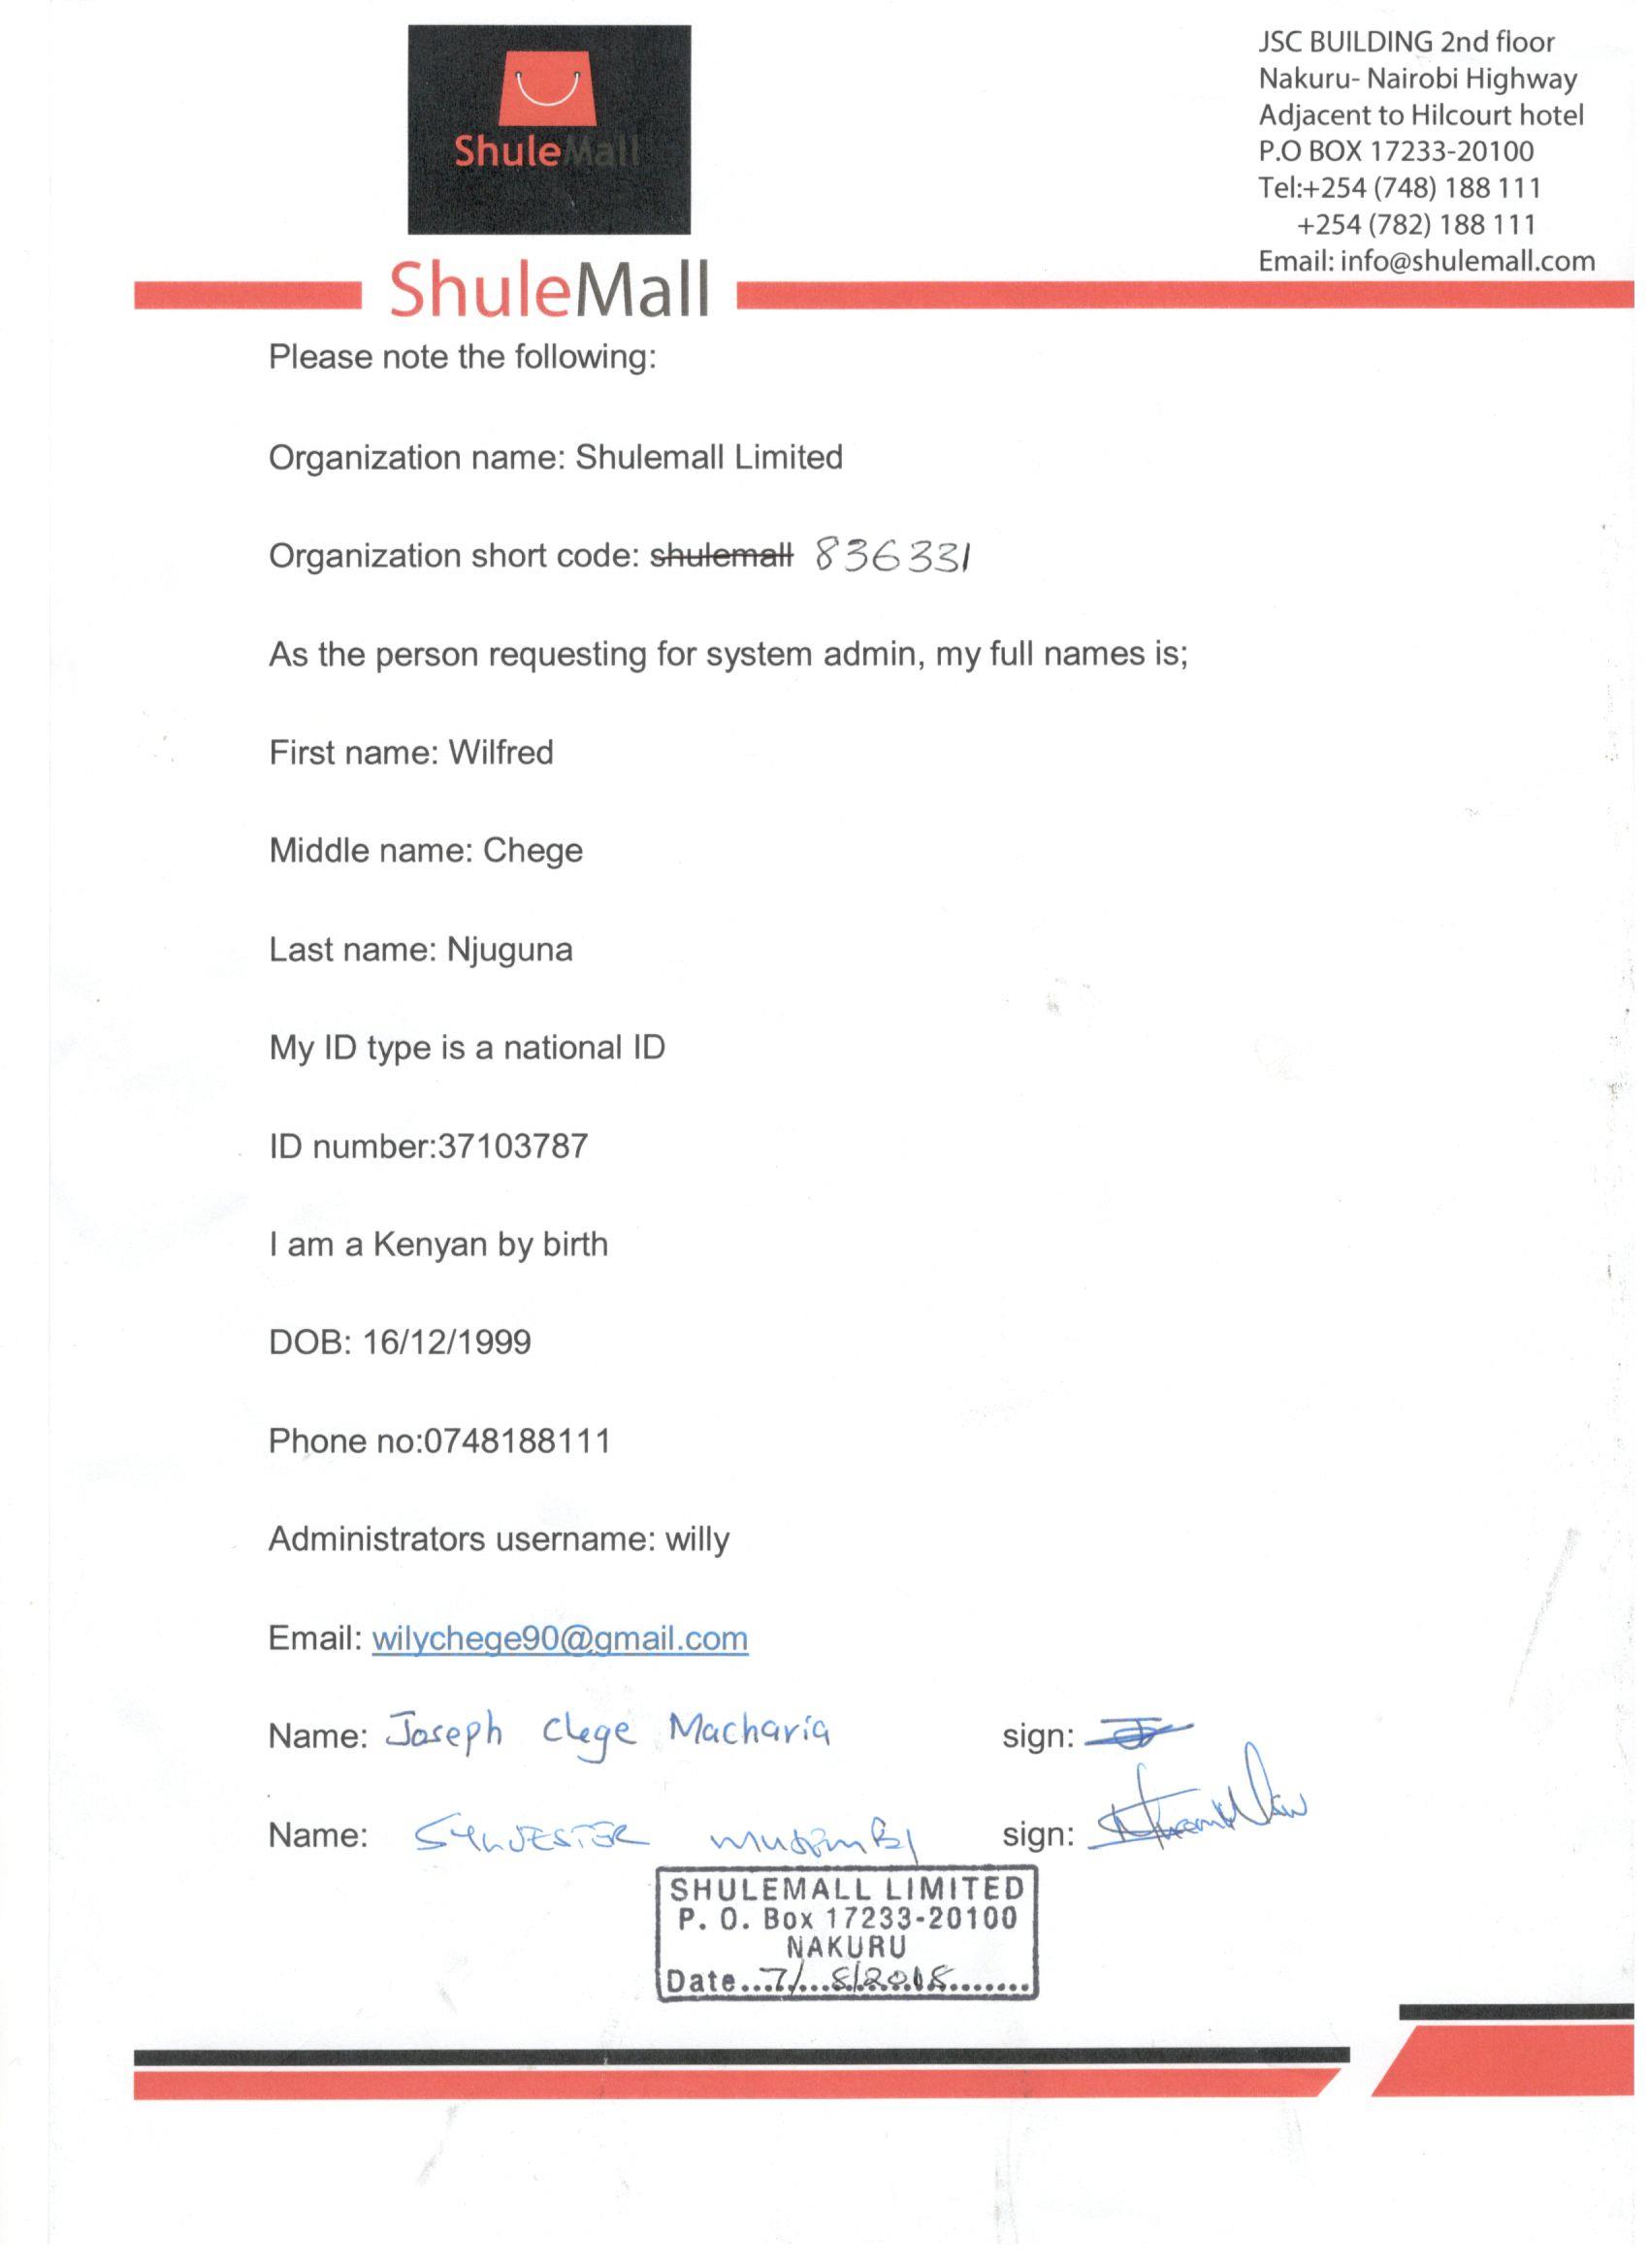 ShuleMall
JSC BUILDING 2nd floor
Nakuru- Nairobi Highway
Adjacent to Hilcourt hotel
P.O BOX 17233-20100
Tel:+254 (748) 188 111
+254 (782) 188 111
Email: info@shulemall.com
ShuleMall
Please note the following:
Organization name: Shulemall Limited
Organization short code: shulemall 836331
As the person requesting for system admin, my full names is;
First name: Wilfred
Middle name: Chege
Last name: Njuguna
My ID type is a national ID
ID number:37103787
I am a Kenyan by birth
DOB: 16/12/1999
Phone no:0748188111
Administrators username: willy
Email: wilychege90@gmail.com
Name: Joseph Chege Macharia sign:
Name: SYLVESTER sign:
SHULEMALL LIMITED
P. O. Box 17233-20100
NAKURU
Date...7/...8/2018.......